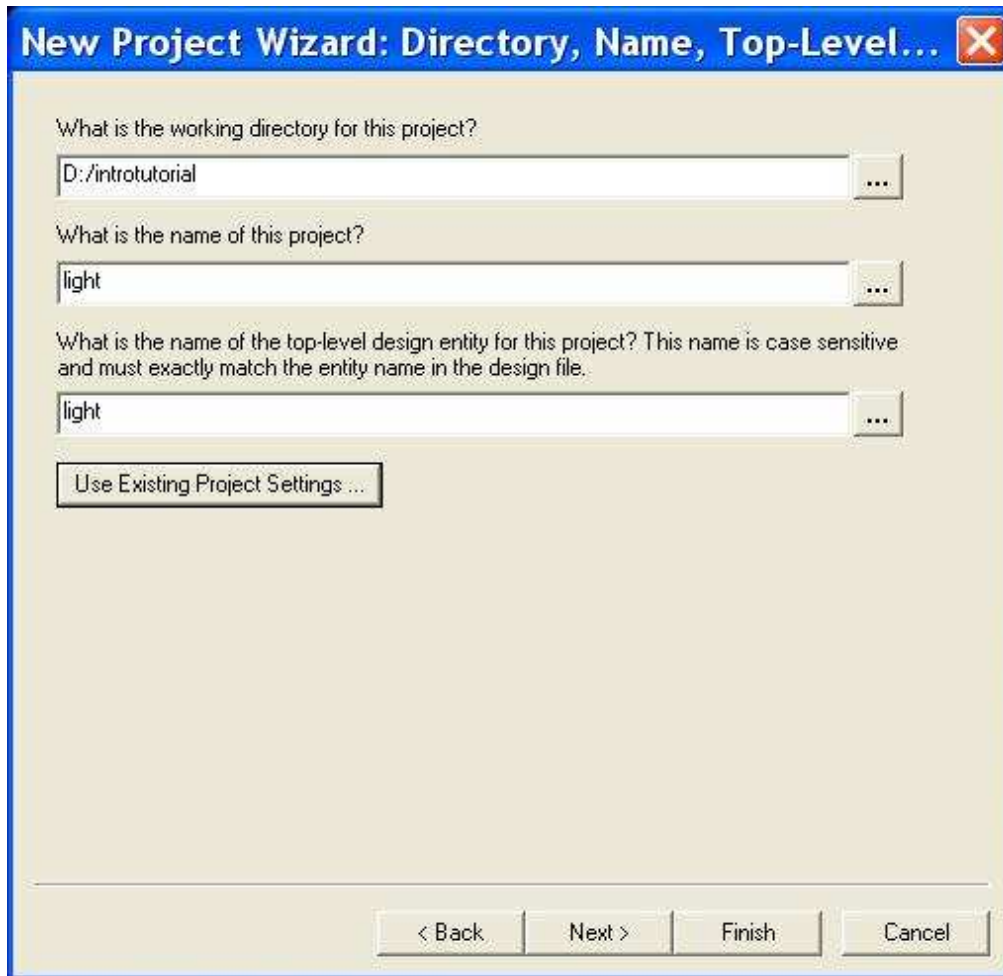 New Project Wizard: Directory, Name, Top-Level...
What is the working directory for this project?
D:/introtutorial
...
What is the name of this project?
light
...
What is the name of the top-level design entity for this project? This name is case sensitive
and must exactly match the entity name in the design file.
light
...
Use Existing Project Settings ...
< Back
Next >
Finish
Cancel